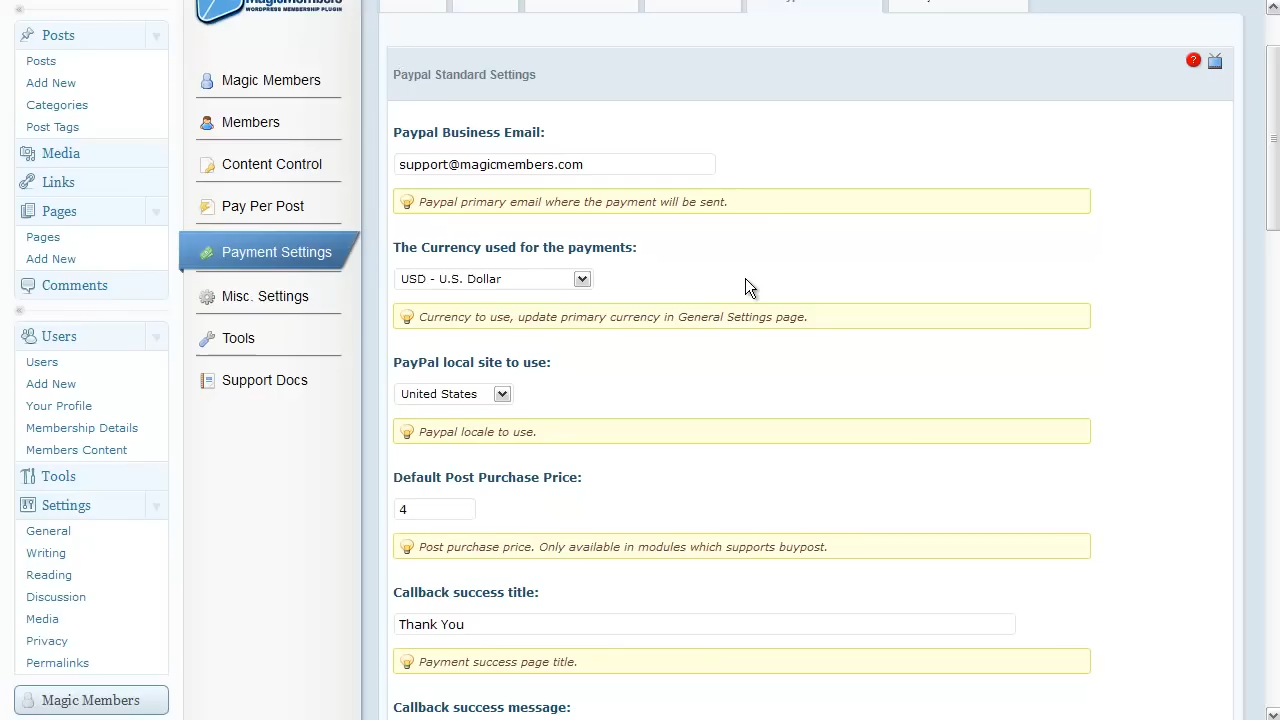 Posts
Posts
Add New
Categories
Post Tags
Media
Links
Pages
Pages
Add New
Comments
Users
Users
Add New
Your Profile
Membership Details
Members Content
Tools
Settings
General
Writing
Reading
Discussion
Media
Privacy
Permalinks
Magic Members
WORDPRESS MEMBERSHIP PLUGIN
Magic Members
Members
Content Control
Pay Per Post
Payment Settings
Misc. Settings
Tools
Support Docs
Paypal Standard Settings
?
Paypal Business Email:
support@magicmembers.com
Paypal primary email where the payment will be sent.
The Currency used for the payments:
USD - U.S. Dollar
Currency to use, update primary currency in General Settings page.
PayPal local site to use:
United States
Paypal locale to use.
Default Post Purchase Price:
4
Post purchase price. Only available in modules which supports buypost.
Callback success title:
Thank You
Payment success page title.
Callback success message: